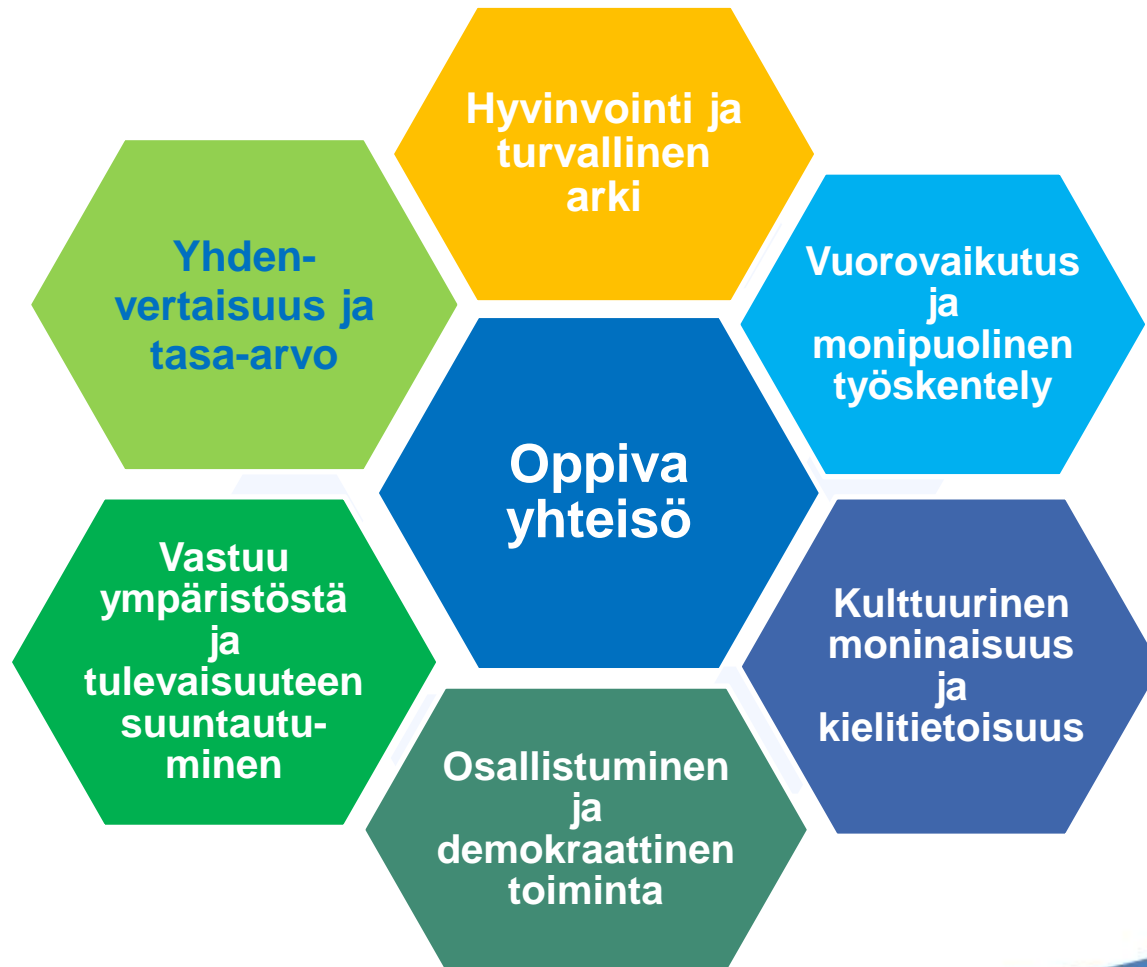 Hyvinvointi ja
turvallinen
arki
Yhden-
vertaisuus ja
tasa-arvo
Vuorovaikutus
ja
monipuolinen
työskentely
Oppiva
yhteisö
Vastuu
ympäristöstä
ja
tulevaisuuteen
suuntautu-
minen
Kulttuurinen
moninaisuus
ja
kielitietoisuus
Osallistuminen
ja
demokraattinen
toiminta